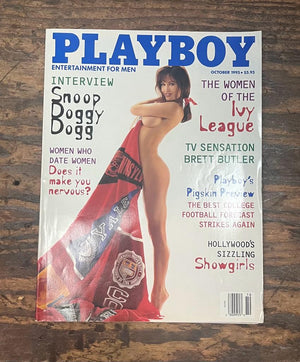 PLAYBOY
ENTERTAINMENT FOR MEN
OCTOBER 1995 • $5.95
INTERVIEW
Snoop
Doggy
Dogg
WOMEN WHO
DATE WOMEN
Does it
make you
nervous?
THE WOMEN
OF THE
Ivy
League
TV SENSATION
BRETT BUTLER
Playboy's
Pigskin Preview
THE BEST COLLEGE
FOOTBALL FORECAST
STRIKES AGAIN
HOLLYWOOD'S
SIZZLING
Showgirls
YALE